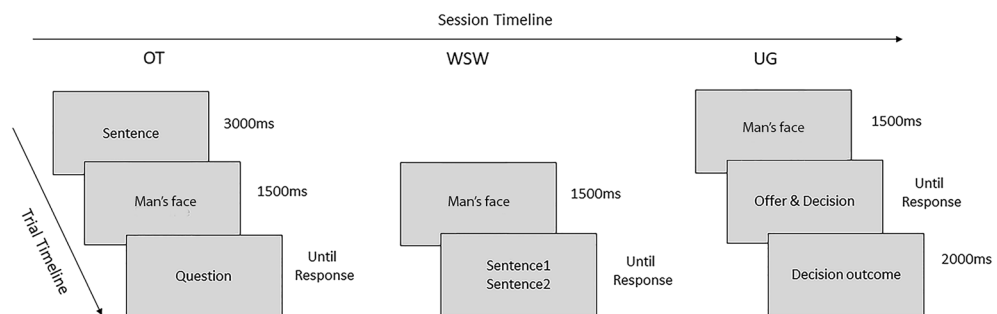 Session Timeline
OT
WSW
UG
Sentence
3000ms
Man's face
1500ms
Question
Until
Response
Trial Timeline
Man's face
1500ms
Sentence1
Sentence2
Until
Response
Man's face
1500ms
Offer & Decision
Until
Response
Decision outcome
2000ms